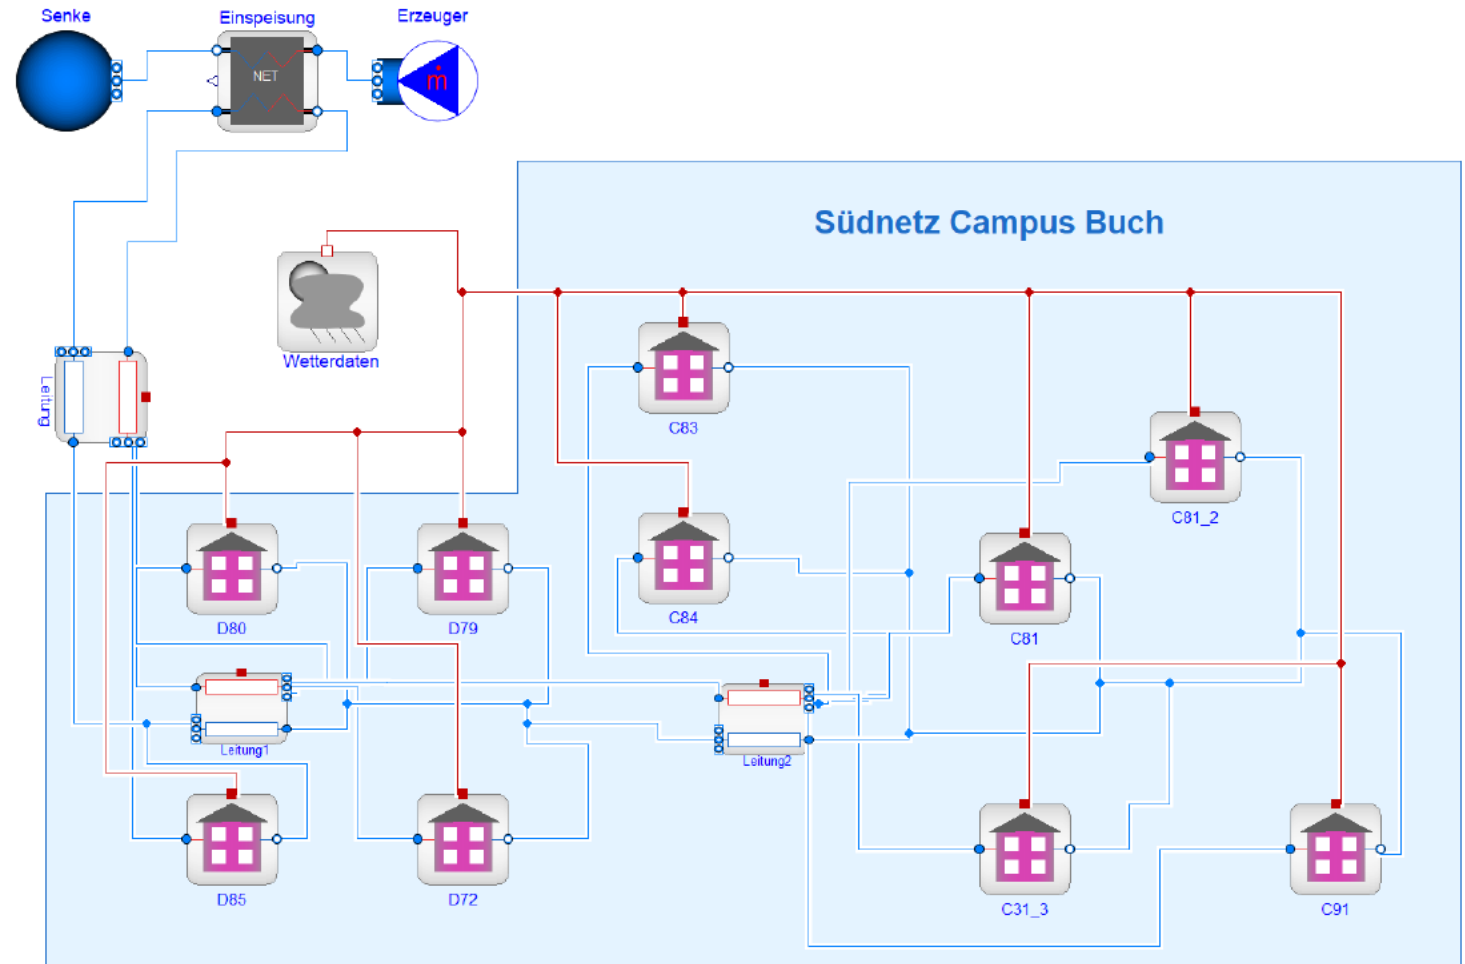 Senke
Einspeisung
Erzeuger
NET
ṁ
Südnetz Campus Buch
Wetterdaten
Leitung
C83
C81_2
C84
C81
D80
D79
Leitung1
Leitung2
D85
D72
C31_3
C91